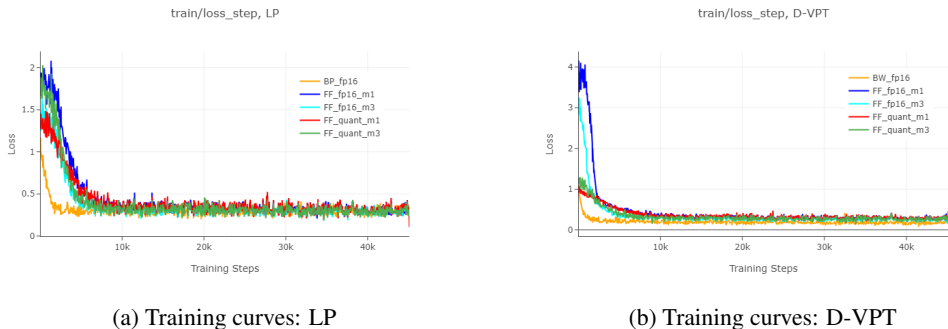 train/loss_step, LP
2
1.5
1
0.5
0
Loss
10k
20k
30k
40k
Training Steps
BP_fp16
FF_fp16_m1
FF_fp16_m3
FF_quant_m1
FF_quant_m3
(a) Training curves: LP
train/loss_step, D-VPT
4
3
2
1
0
Loss
10k
20k
30k
40k
Training Steps
BW_fp16
FF_fp16_m1
FF_fp16_m3
FF_quant_m1
FF_quant_m3
(b) Training curves: D-VPT